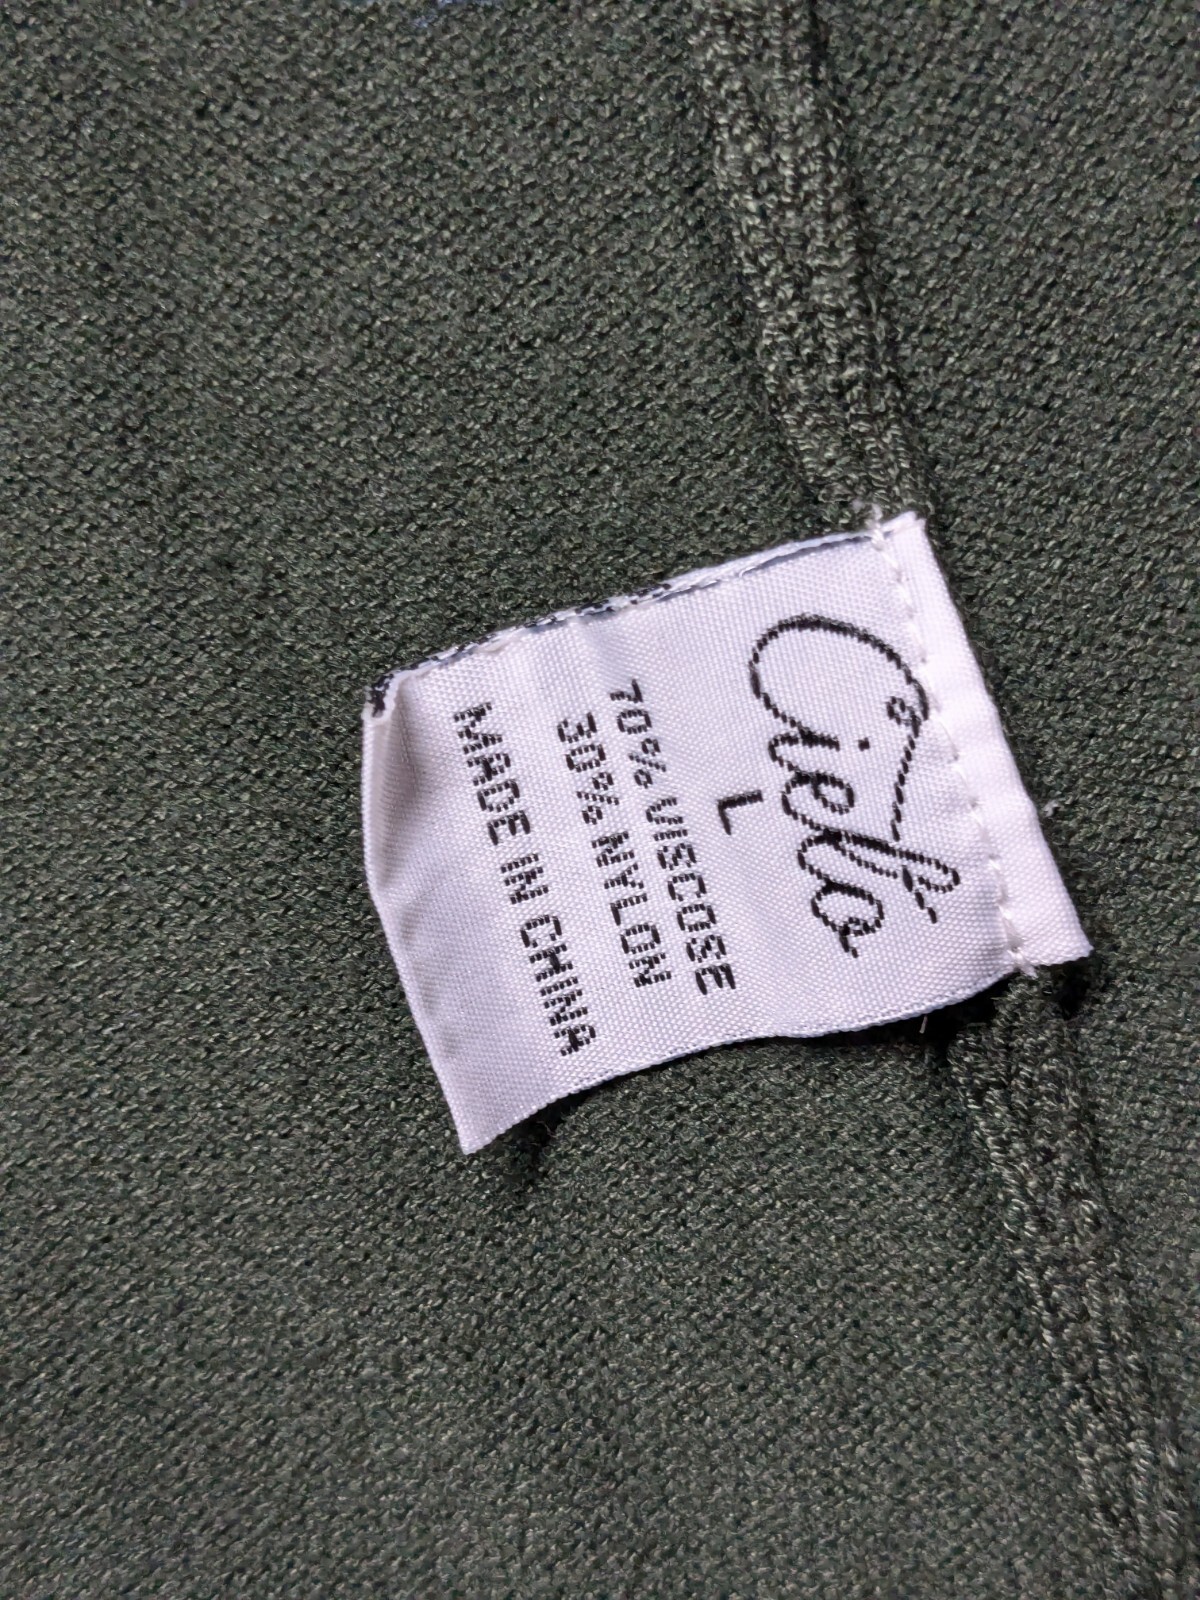 Cielo
L
70% VISCOSE
30% NYLON
MADE IN CHINA